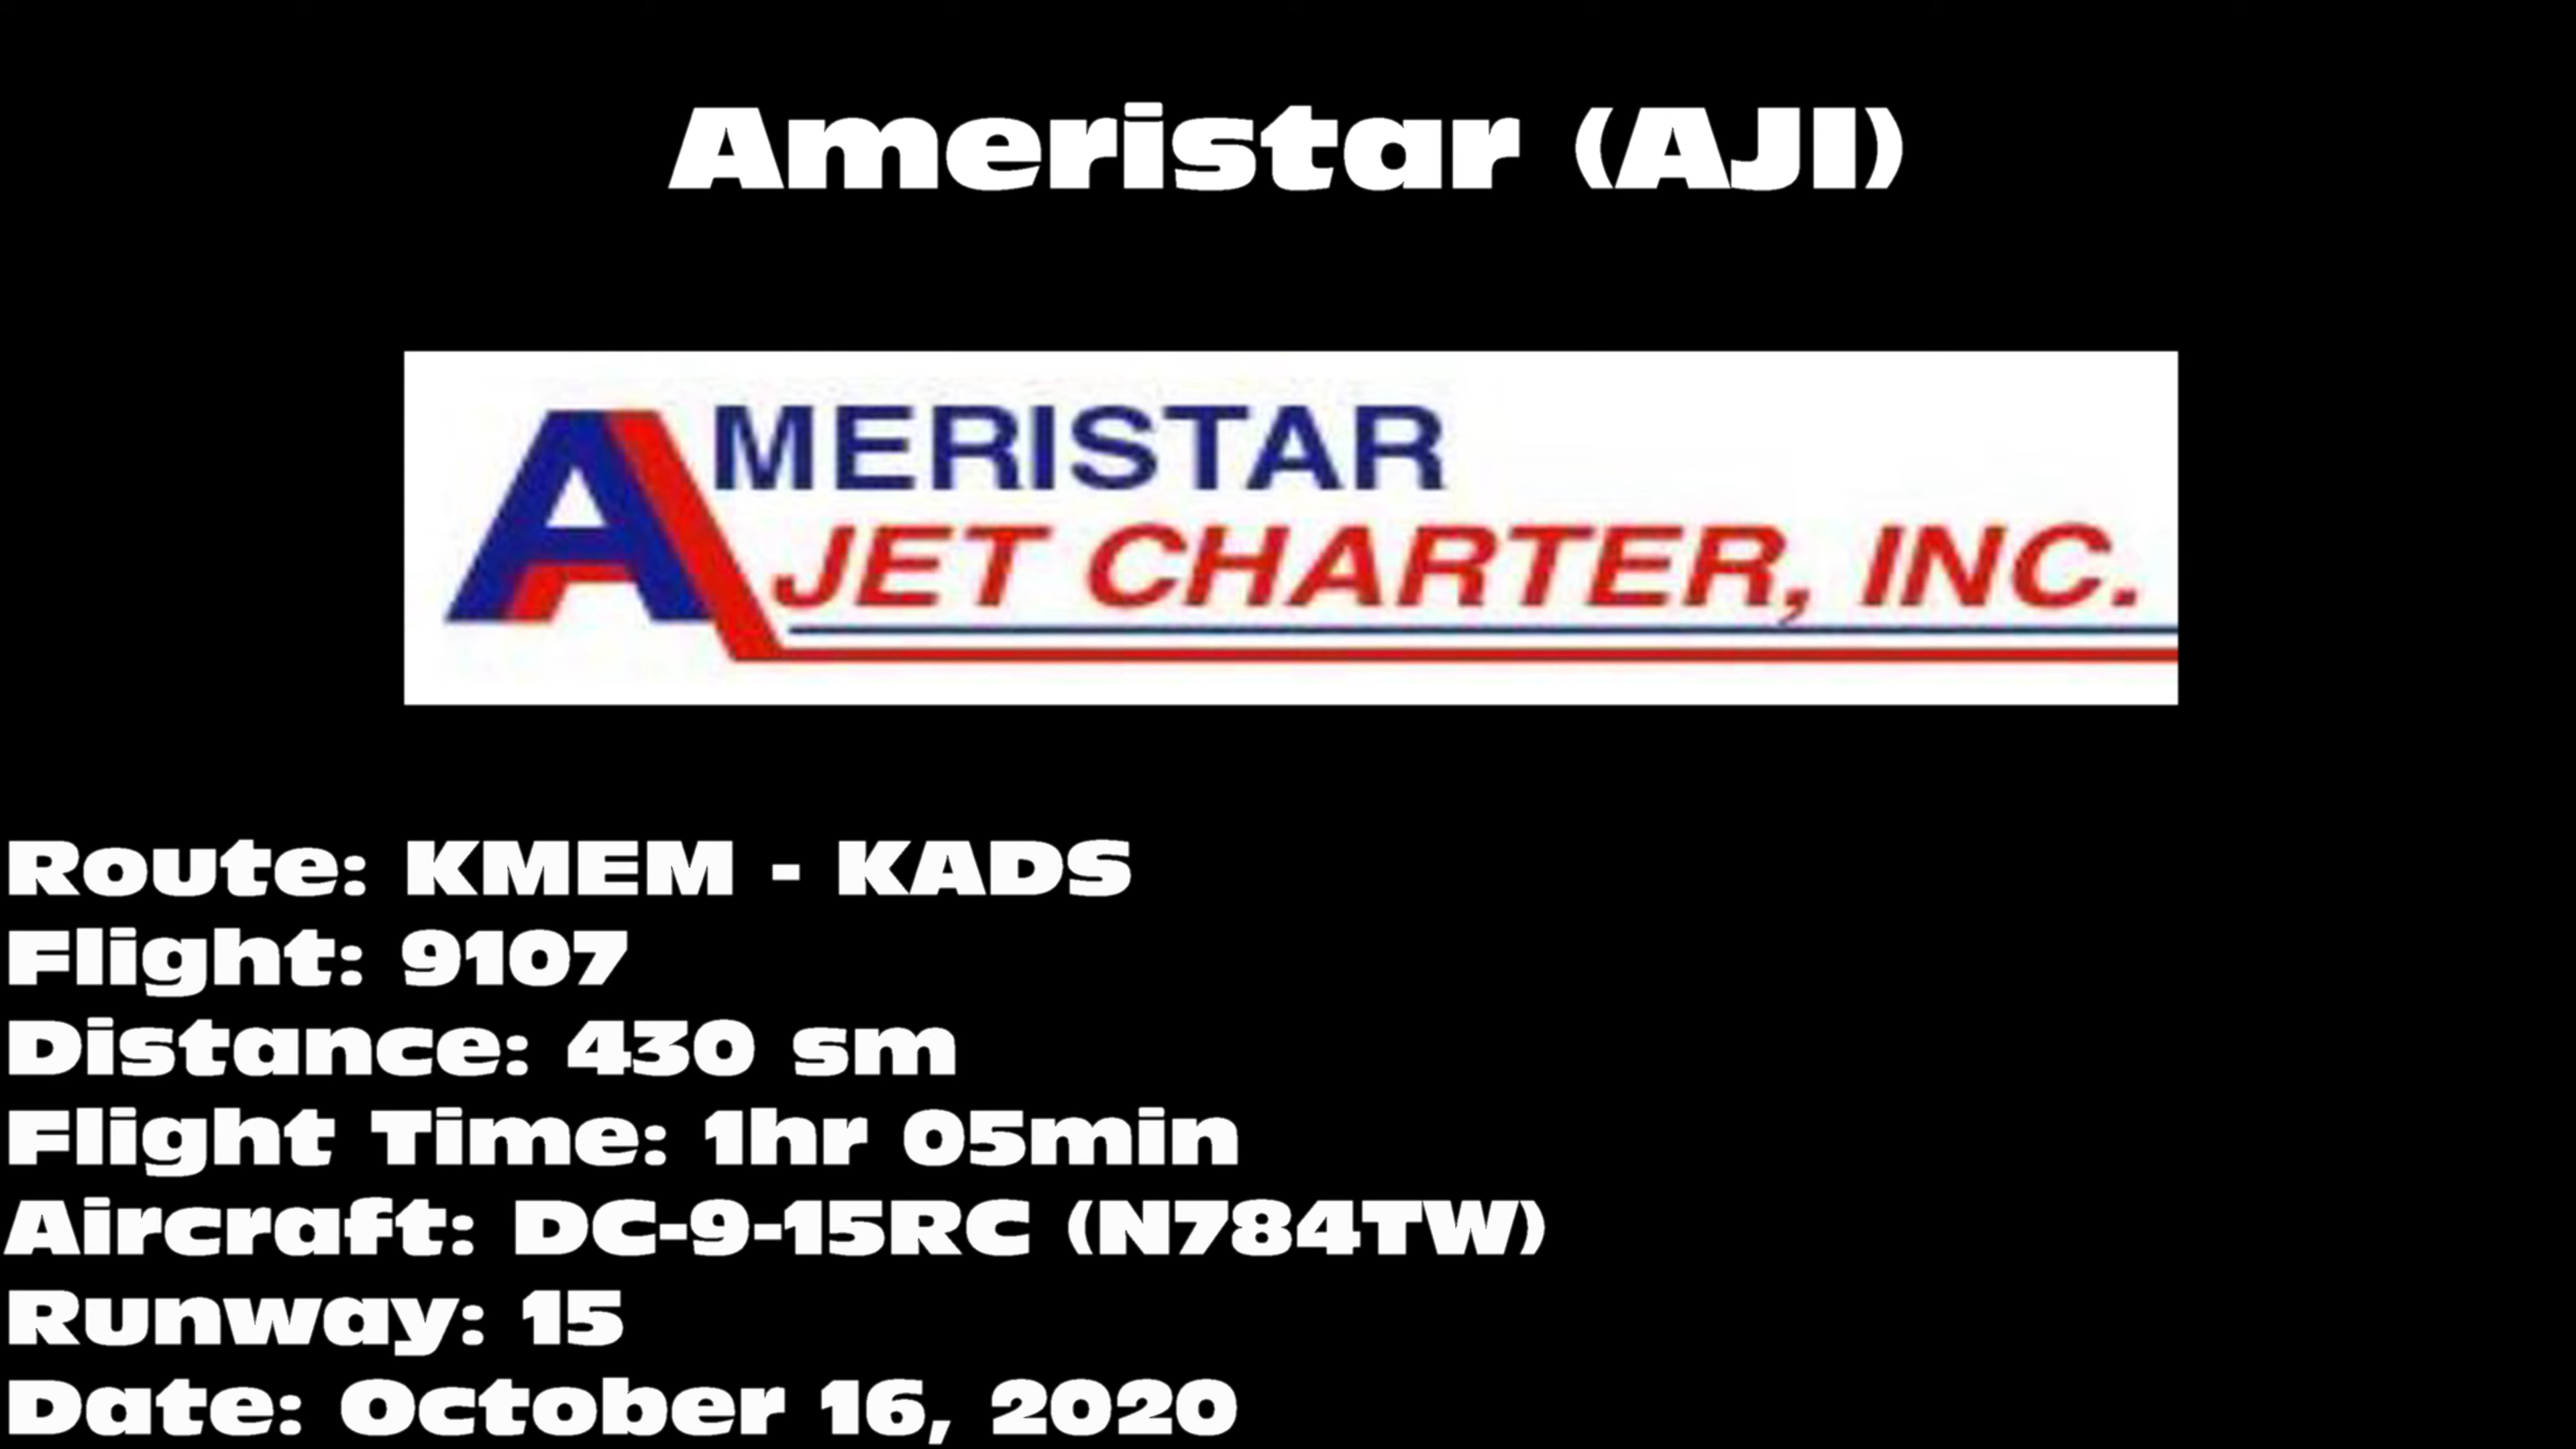 Ameristar (AJI)
AMERISTAR
JET CHARTER, INC.
Route: KMEM - KADS
Flight: 9107
Distance: 430 sm
Flight Time: 1hr 05min
Aircraft: DC-9-15RC (N784TW)
Runway: 15
Date: October 16, 2020